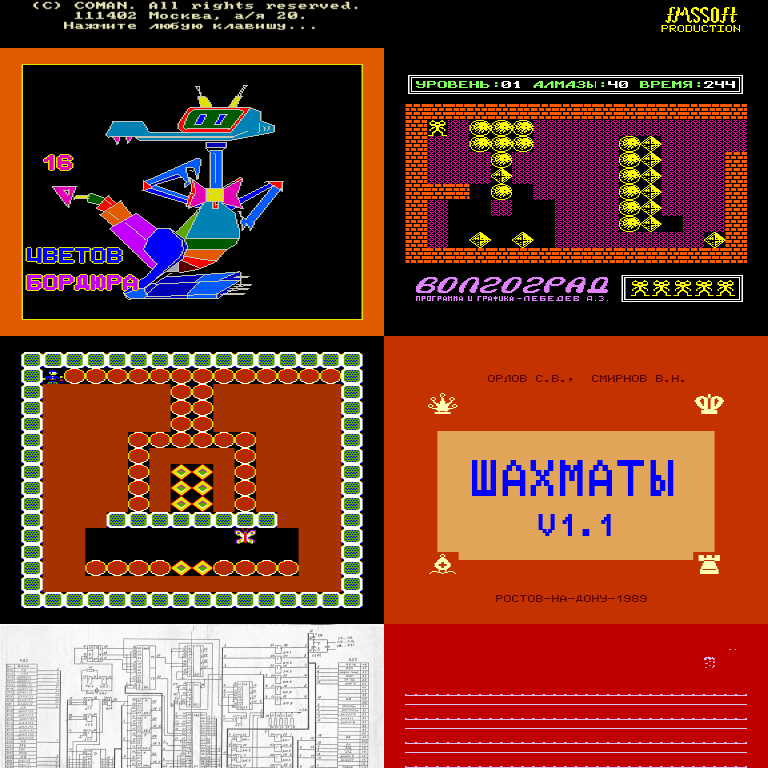 (C) COMAN. All rights reserved.
111402 Москва, а/я 20.
Нажмите любую клавишу...
FMSSoft
PRODUCTION
УРОВЕНЬ:01 АЛМАЗЫ:40 ВРЕМЯ:244
16
ЦВЕТОВ
БОРДЮРА
ВОЛГОГРАД
ПРОГРАММА И ГРАФИКА-ЛЕБЕДЕВ А.Э.
ОРЛОВ С.В., СМИРНОВ В.Н.
ШАХМАТЫ
V1.1
РОСТОВ-НА-ДОНУ-1989